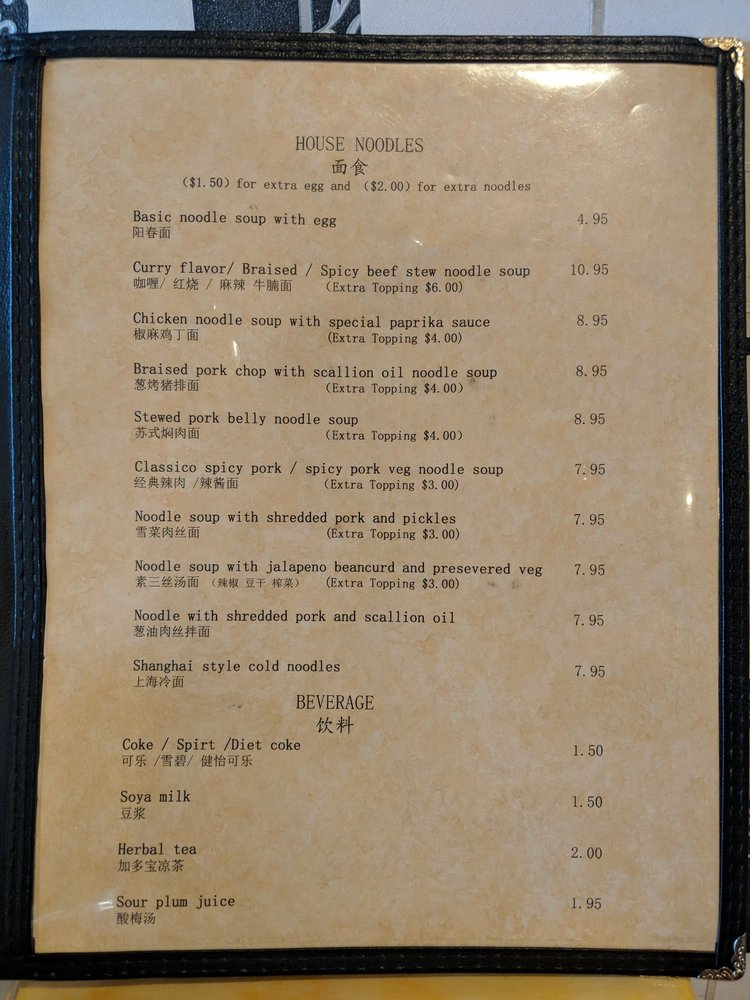 HOUSE NOODLES
面食
($1.50) for extra egg and ($2.00) for extra noodles
Basic noodle soup with egg 4.95
阳春面
Curry flavor/ Braised / Spicy beef stew noodle soup 10.95
咖喱/ 红烧 / 麻辣 牛腩面 (Extra Topping $6.00)
Chicken noodle soup with special paprika sauce 8.95
椒麻鸡丁面 (Extra Topping $4.00)
Braised pork chop with scallion oil noodle soup 8.95
葱烤猪排面 (Extra Topping $4.00)
Stewed pork belly noodle soup 8.95
苏式焖肉面 (Extra Topping $4.00)
Classico spicy pork / spicy pork veg noodle soup 7.95
经典辣肉 /辣酱面 (Extra Topping $3.00)
Noodle soup with shredded pork and pickles 7.95
雪菜肉丝面 (Extra Topping $3.00)
Noodle soup with jalapeno beancurd and presevered veg 7.95
素三丝汤面 (辣椒 豆干 榨菜) (Extra Topping $3.00)
Noodle with shredded pork and scallion oil 7.95
葱油肉丝拌面
Shanghai style cold noodles 7.95
上海冷面
BEVERAGE
饮料
Coke / Spirt /Diet coke 1.50
可乐 /雪碧/ 健怡可乐
Soya milk 1.50
豆浆
Herbal tea 2.00
加多宝凉茶
Sour plum juice 1.95
酸梅汤